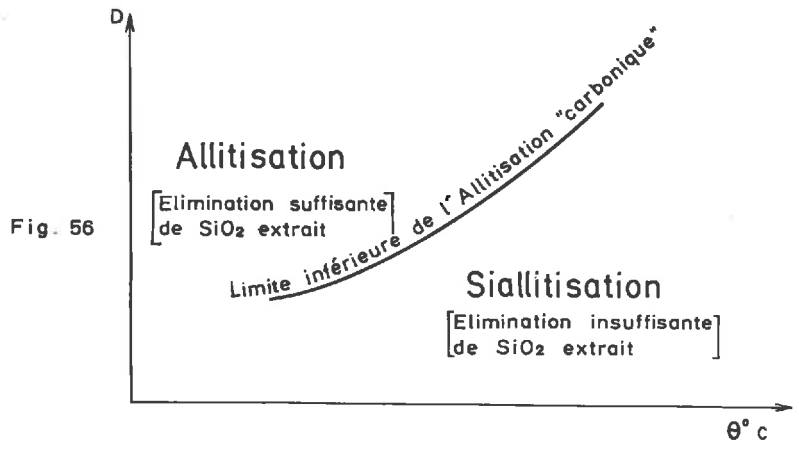 D
Allitisation
[Elimination suffisante]
de SiO2 extrait
Fig. 56
Limite inférieure de l' Allitisation "carbonique"
Siallitisation
[Elimination insuffisante]
de SiO2 extrait
θ° c